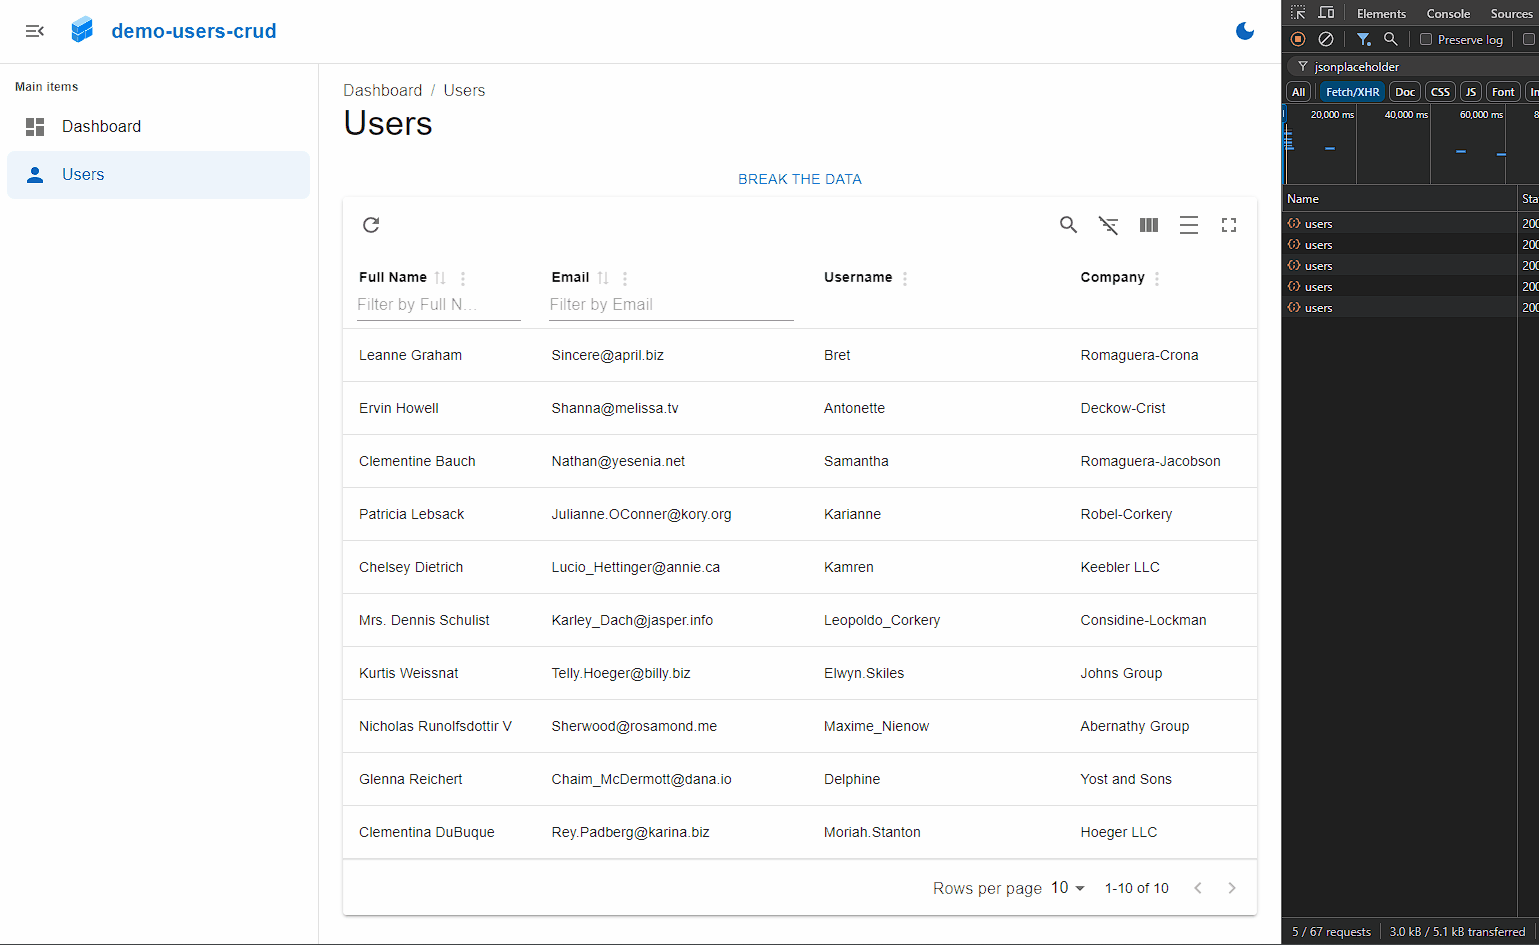 demo-users-crud
Main items
Dashboard
Users
Dashboard / Users
Users
BREAK THE DATA
Full Name Email Username Company
Filter by Full N... Filter by Email
Leanne Graham Sincere@april.biz Bret Romaguera-Crona
Ervin Howell Shanna@melissa.tv Antonette Deckow-Crist
Clementine Bauch Nathan@yesenia.net Samantha Romaguera-Jacobson
Patricia Lebsack Julianne.OConner@kory.org Karianne Robel-Corkery
Chelsey Dietrich Lucio_Hettinger@annie.ca Kamren Keebler LLC
Mrs. Dennis Schulist Karley_Dach@jasper.info Leopoldo_Corkery Considine-Lockman
Kurtis Weissnat Telly.Hoeger@billy.biz Elwyn.Skiles Johns Group
Nicholas Runolfsdottir V Sherwood@rosamond.me Maxime_Nienow Abernathy Group
Glenna Reichert Chaim_McDermott@dana.io Delphine Yost and Sons
Clementina DuBuque Rey.Padberg@karina.biz Moriah.Stanton Hoeger LLC
Rows per page 10 1-10 of 10
Elements Console Sources
Preserve log
jsonplaceholder
All Fetch/XHR Doc CSS JS Font
20,000 ms 40,000 ms 60,000 ms
Name
users
users
users
users
users
5 / 67 requests 3.0 kB / 5.1 kB transferred